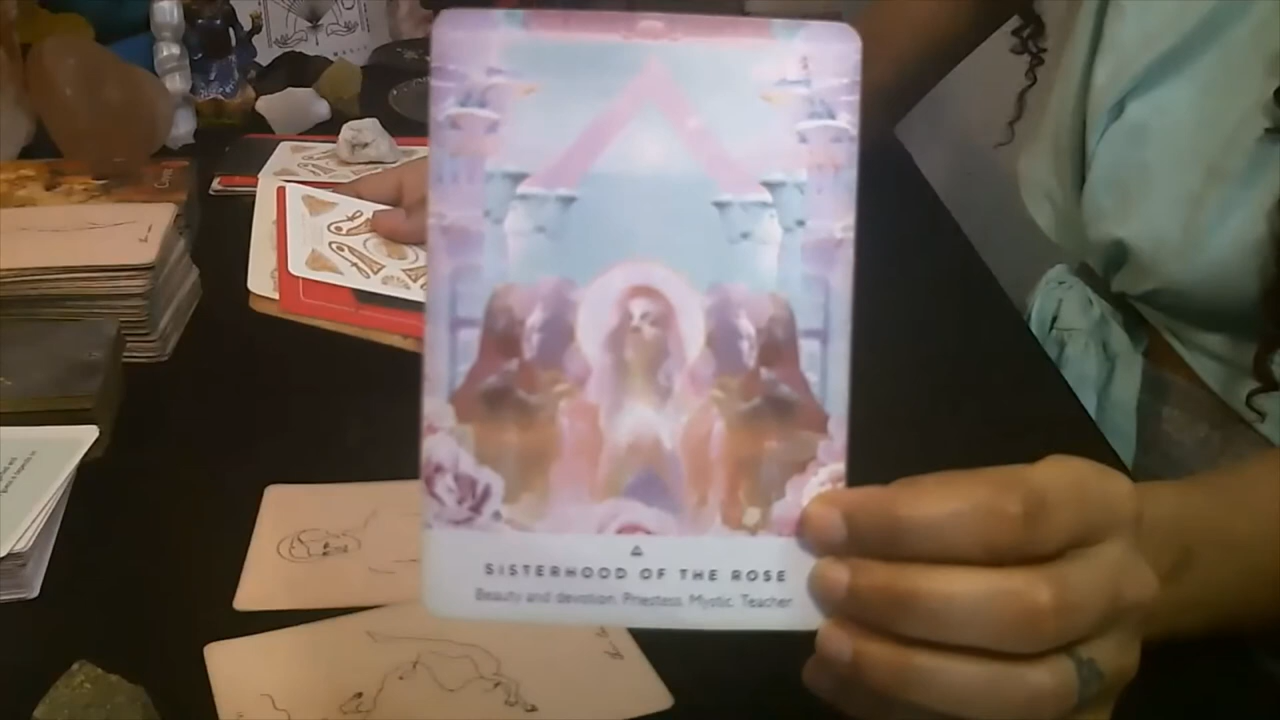 SISTERHOOD OF THE ROSE
Beauty and devotion. Priestess. Mystic. Teacher.